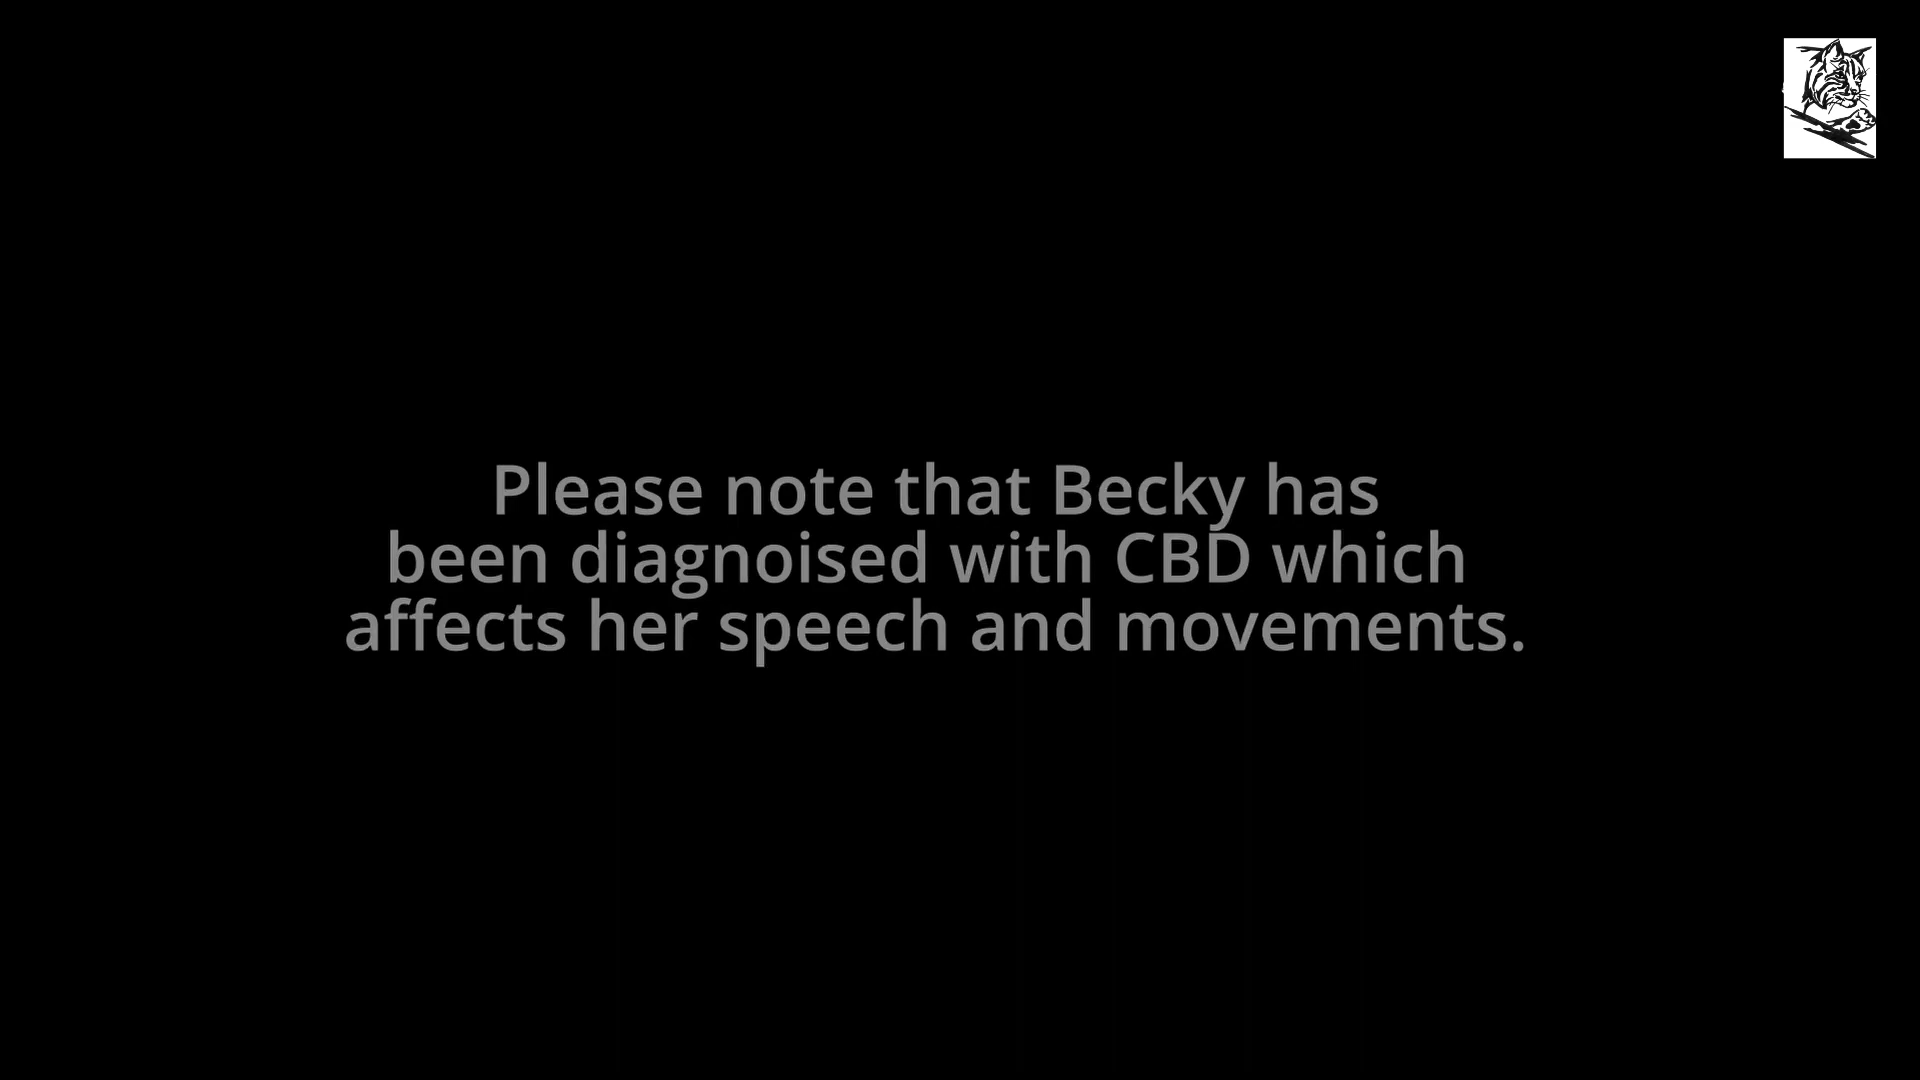 Please note that Becky has
been diagnoised with CBD which
affects her speech and movements.